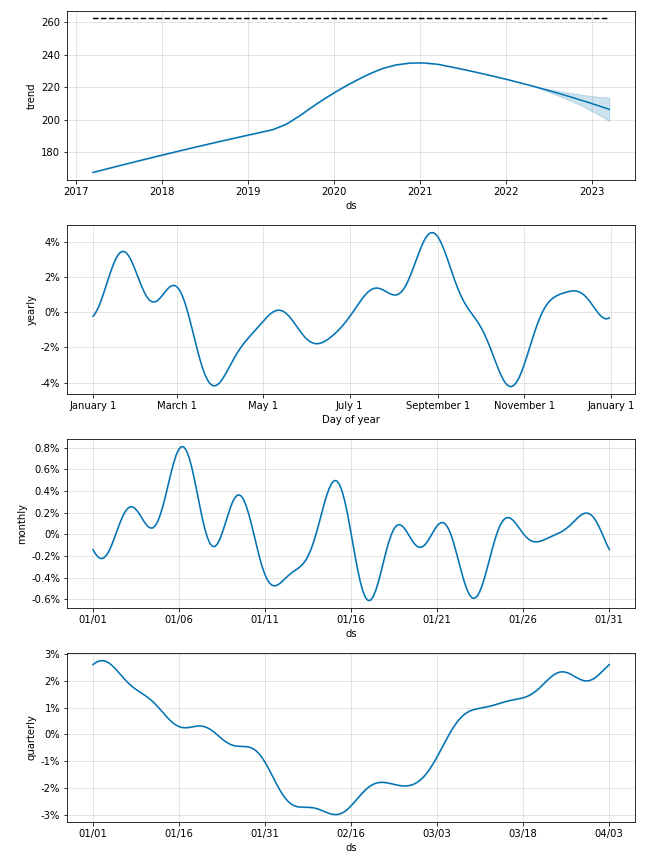 260
240
220
200
180
trend
2017 2018 2019 2020 2021 2022 2023
ds
4%
2%
0%
-2%
-4%
yearly
January 1 March 1 May 1 July 1 September 1 November 1 January 1
Day of year
0.8%
0.6%
0.4%
0.2%
0%
-0.2%
-0.4%
-0.6%
monthly
01/01 01/06 01/11 01/16 01/21 01/26 01/31
ds
3%
2%
1%
0%
-1%
-2%
-3%
quarterly
01/01 01/16 01/31 02/16 03/03 03/18 04/03
ds